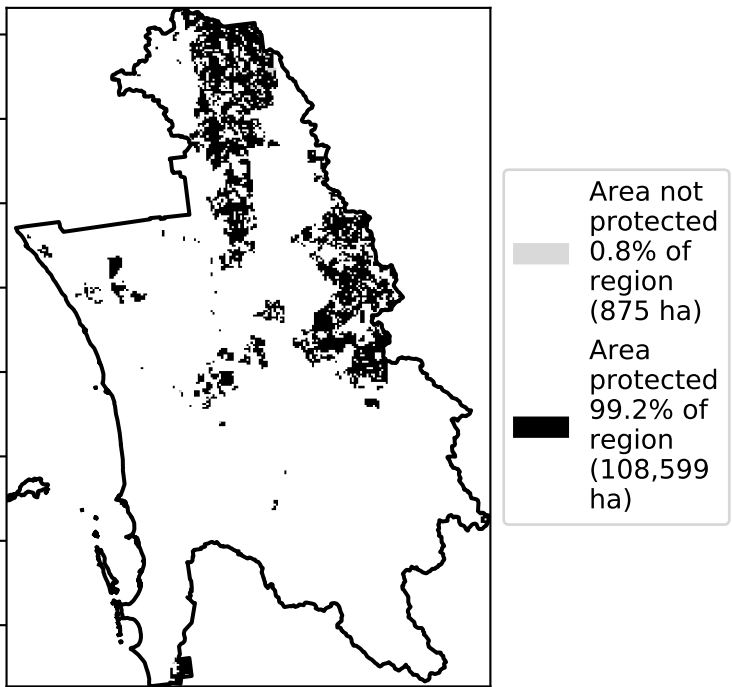 Area not
protected
0.8% of
region
(875 ha)
Area
protected
99.2% of
region
(108,599
ha)